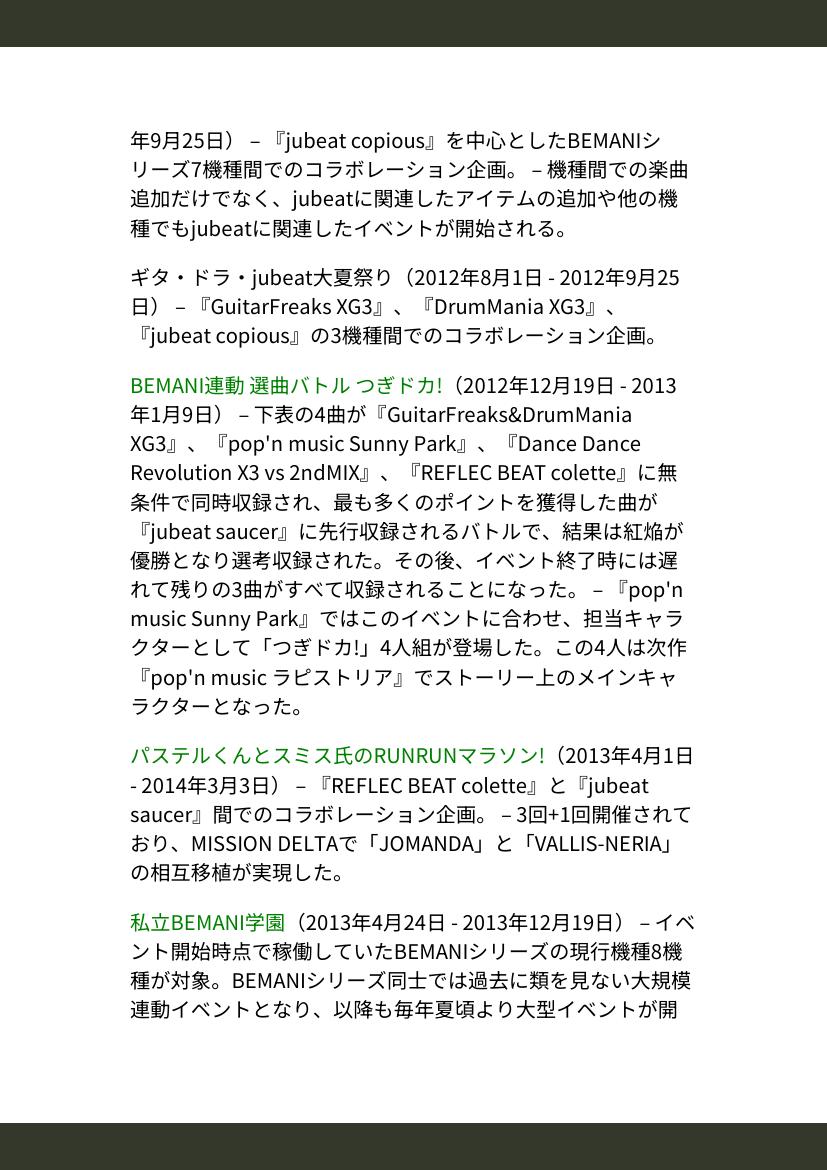 年9月25日） – 『jubeat copious』を中心としたBEMANIシ
リーズ7機種間でのコラボレーション企画。 – 機種間での楽曲
追加だけでなく、jubeatに関連したアイテムの追加や他の機
種でもjubeatに関連したイベントが開始される。
ギタ・ドラ・jubeat大夏祭り（2012年8月1日 - 2012年9月25
日） – 『GuitarFreaks XG3』、『DrumMania XG3』、
『jubeat copious』の3機種間でのコラボレーション企画。
BEMANI連動 選曲バトル つぎドカ!（2012年12月19日 - 2013
年1月9日） – 下表の4曲が『GuitarFreaks&DrumMania
XG3』、『pop'n music Sunny Park』、『Dance Dance
Revolution X3 vs 2ndMIX』、『REFLEC BEAT colette』に無
条件で同時収録され、最も多くのポイントを獲得した曲が
『jubeat saucer』に先行収録されるバトルで、結果は紅焔が
優勝となり選考収録された。その後、イベント終了時には遅
れて残りの3曲がすべて収録されることになった。 – 『pop'n
music Sunny Park』ではこのイベントに合わせ、担当キャラ
クターとして「つぎドカ!」4人組が登場した。この4人は次作
『pop'n music ラピストリア』でストーリー上のメインキャ
ラクターとなった。
パステルくんとスミス氏のRUNRUNマラソン!（2013年4月1日
- 2014年3月3日） – 『REFLEC BEAT colette』と『jubeat
saucer』間でのコラボレーション企画。 – 3回+1回開催されて
おり、MISSION DELTAで「JOMANDA」と「VALLIS-NERIA」
の相互移植が実現した。
私立BEMANI学園（2013年4月24日 - 2013年12月19日） – イベ
ント開始時点で稼働していたBEMANIシリーズの現行機種8機
種が対象。BEMANIシリーズ同士では過去に類を見ない大規模
連動イベントとなり、以降も毎年夏頃より大型イベントが開